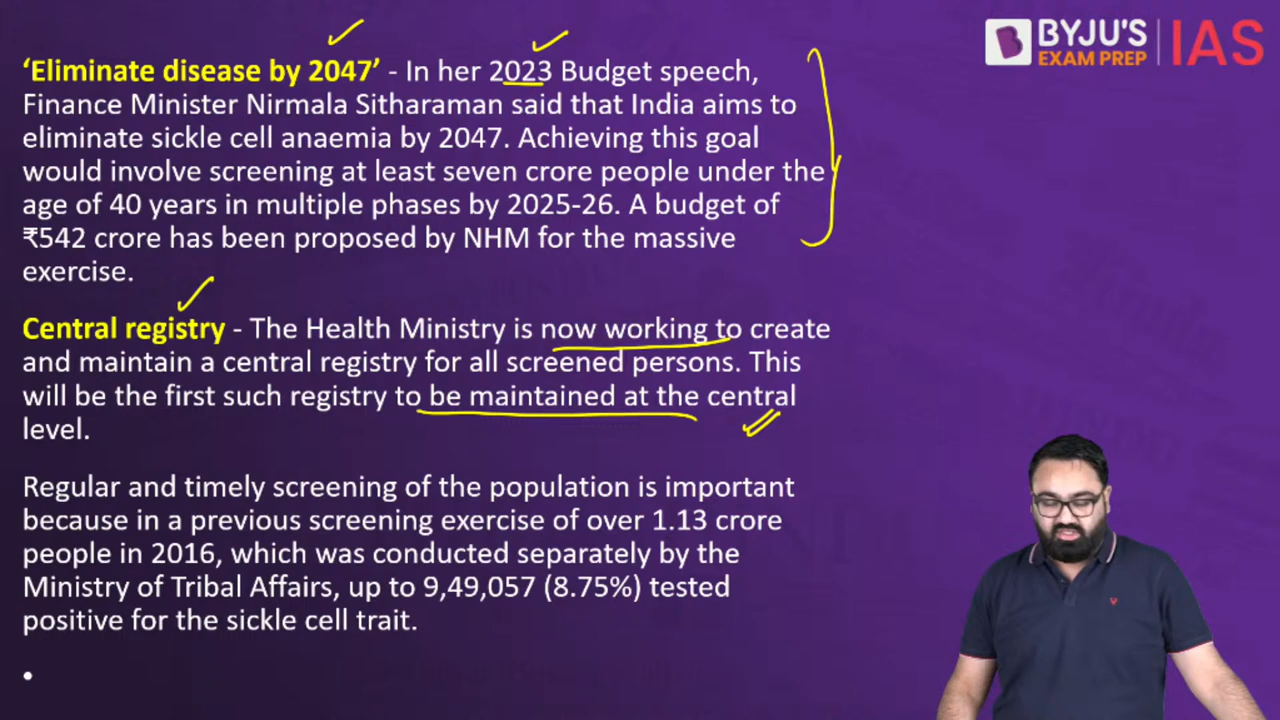 BYJU'S IAS
EXAM PREP
‘Eliminate disease by 2047’ - In her 2023 Budget speech,
Finance Minister Nirmala Sitharaman said that India aims to
eliminate sickle cell anaemia by 2047. Achieving this goal
would involve screening at least seven crore people under the
age of 40 years in multiple phases by 2025-26. A budget of
₹542 crore has been proposed by NHM for the massive
exercise.
Central registry - The Health Ministry is now working to create
and maintain a central registry for all screened persons. This
will be the first such registry to be maintained at the central
level.
Regular and timely screening of the population is important
because in a previous screening exercise of over 1.13 crore
people in 2016, which was conducted separately by the
Ministry of Tribal Affairs, up to 9,49,057 (8.75%) tested
positive for the sickle cell trait.